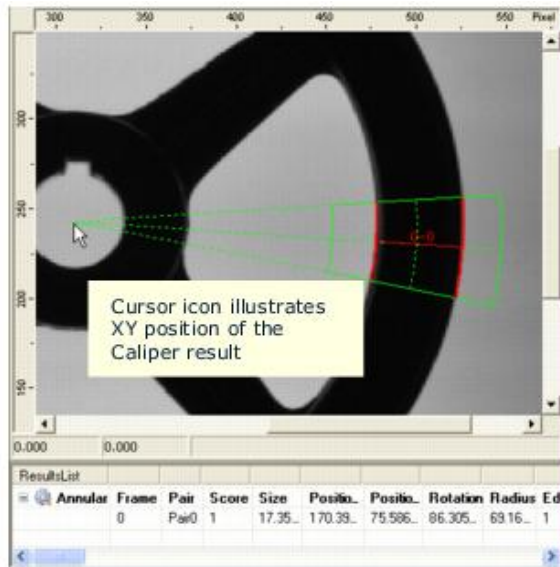 300 350 400 450 500 550 Pixel
300
250
200
150
0-0
Cursor icon illustrates
XY position of the
Caliper result
0.000 0.000
ResultsList
Annular Frame Pair Score Size Positio... Positio... Rotation Radius Ed
0 Pair0 1 17.35... 170.39... 75.586... 86.305... 69.16... 1